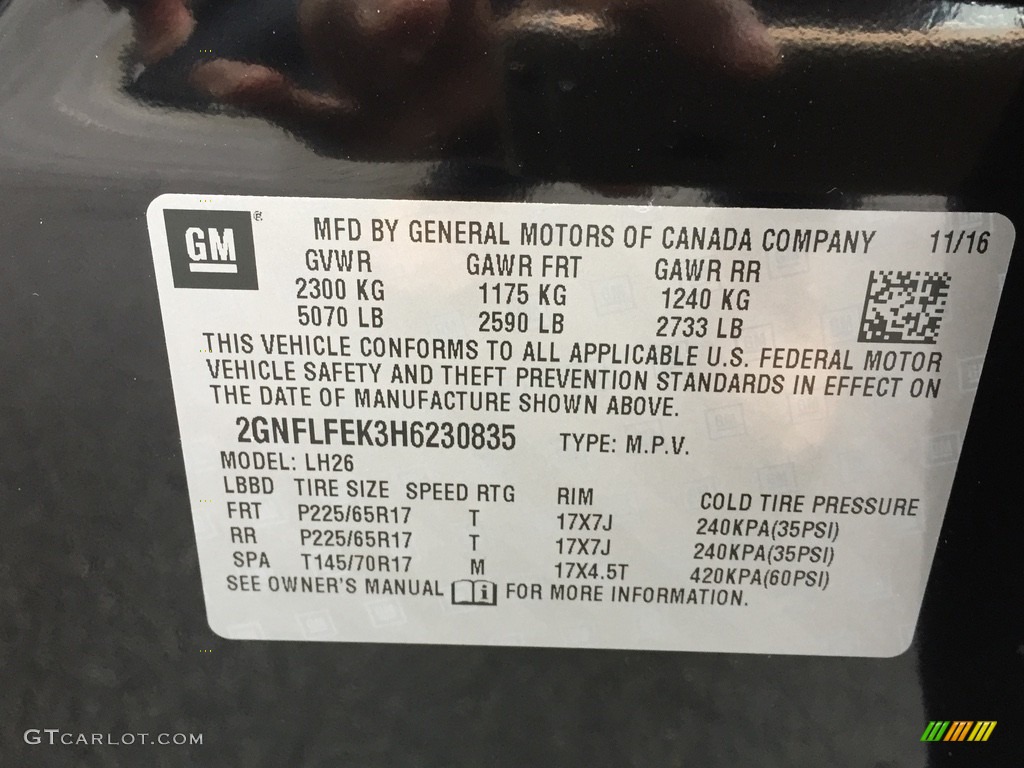 GM ® MFD BY GENERAL MOTORS OF CANADA COMPANY 11/16
GVWR GAWR FRT GAWR RR
2300 KG 1175 KG 1240 KG
5070 LB 2590 LB 2733 LB
THIS VEHICLE CONFORMS TO ALL APPLICABLE U.S. FEDERAL MOTOR
VEHICLE SAFETY AND THEFT PREVENTION STANDARDS IN EFFECT ON
THE DATE OF MANUFACTURE SHOWN ABOVE.
2GNFLFEK3H6230835 TYPE: M.P.V.
MODEL: LH26
LBBD TIRE SIZE SPEED RTG RIM COLD TIRE PRESSURE
FRT P225/65R17 T 17X7J 240KPA(35PSI)
RR P225/65R17 T 17X7J 240KPA(35PSI)
SPA T145/70R17 M 17X4.5T 420KPA(60PSI)
SEE OWNER'S MANUAL i FOR MORE INFORMATION.
GTCARLOT.COM